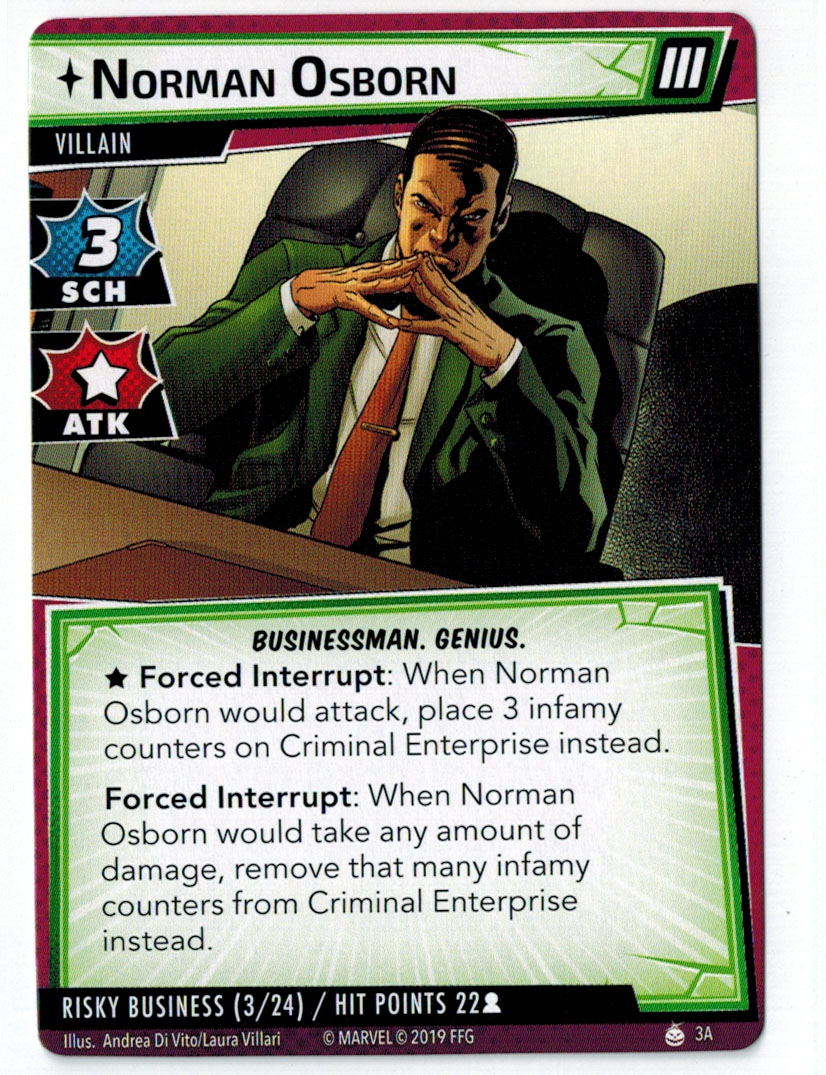 NORMAN OSBORN
III
VILLAIN
3
SCH
ATK
BUSINESSMAN. GENIUS.
★ Forced Interrupt: When Norman
Osborn would attack, place 3 infamy
counters on Criminal Enterprise instead.
Forced Interrupt: When Norman
Osborn would take any amount of
damage, remove that many infamy
counters from Criminal Enterprise
instead.
RISKY BUSINESS (3/24) / HIT POINTS 22
Illus. Andrea Di Vito/Laura Villari © MARVEL © 2019 FFG 3A